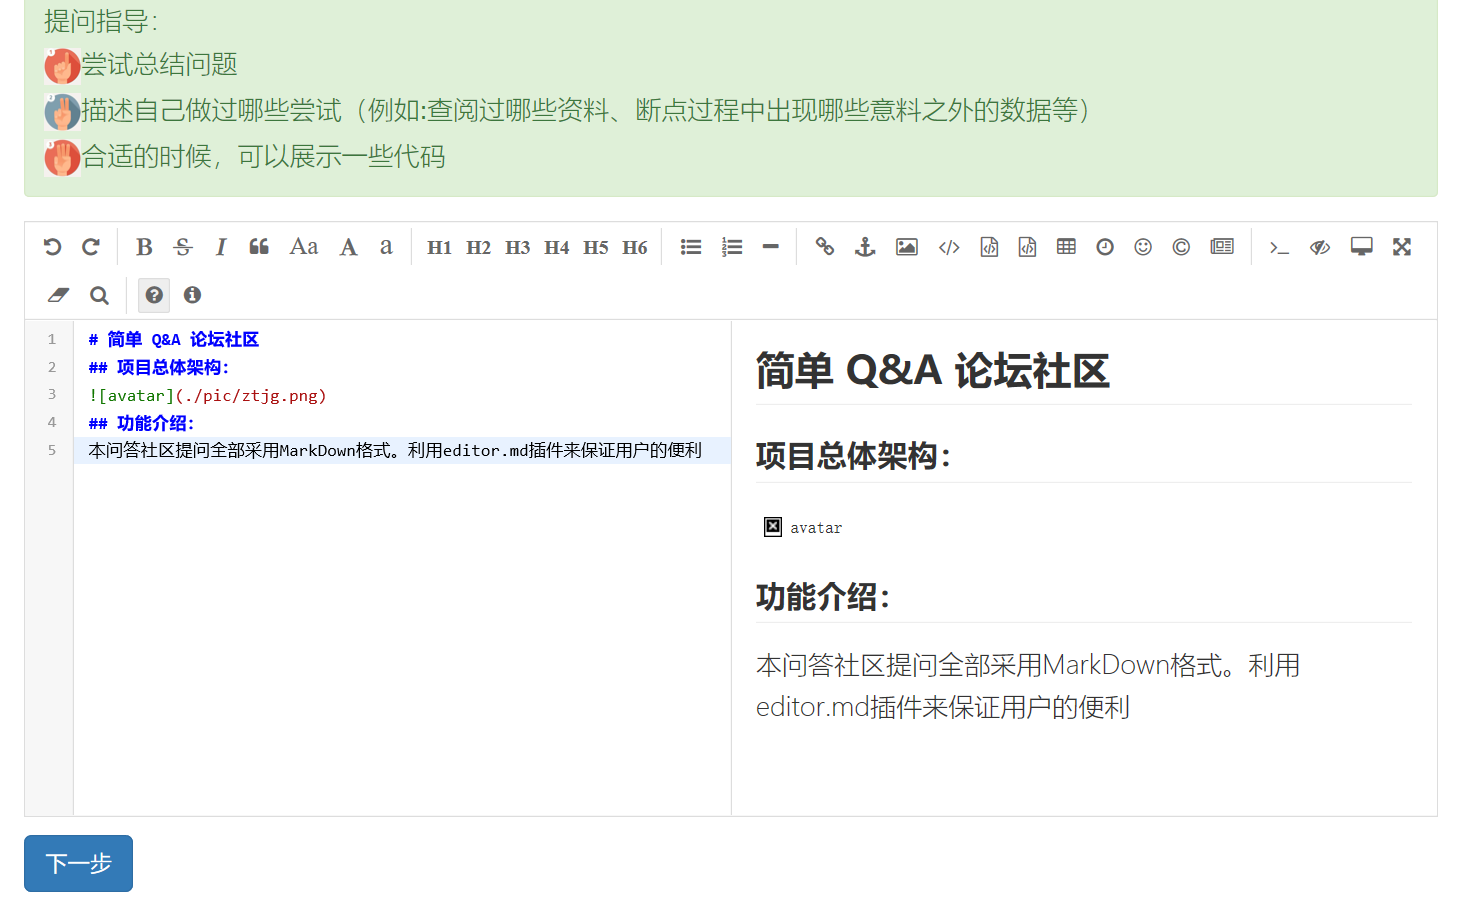 提问指导：
尝试总结问题
描述自己做过哪些尝试（例如:查阅过哪些资料、断点过程中出现哪些意料之外的数据等）
合适的时候，可以展示一些代码
B S I Aa A a H1 H2 H3 H4 H5 H6
1 # 简单 Q&A 论坛社区
2 ## 项目总体架构：
3 ![avatar](./pic/ztjg.png)
4 ## 功能介绍：
5 本问答社区提问全部采用MarkDown格式。利用editor.md插件来保证用户的便利
简单 Q&A 论坛社区
项目总体架构：
avatar
功能介绍：
本问答社区提问全部采用MarkDown格式。利用
editor.md插件来保证用户的便利
下一步